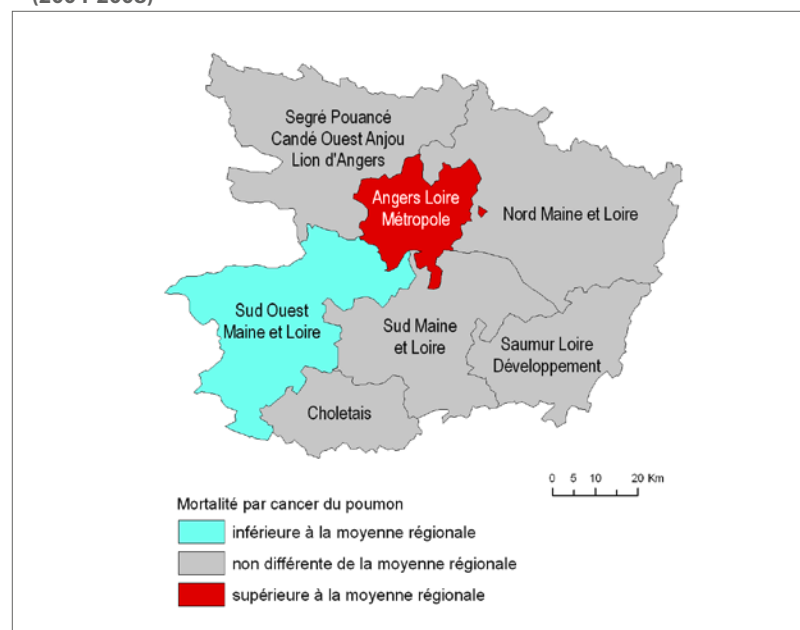 Segré Pouancé
Candé Ouest Anjou
Lion d'Angers
Angers Loire
Métropole
Nord Maine et Loire
Sud Ouest
Maine et Loire
Sud Maine
et Loire
Saumur Loire
Développement
Choletais
0 5 10 20 Km
Mortalité par cancer du poumon
inférieure à la moyenne régionale
non différente de la moyenne régionale
supérieure à la moyenne régionale